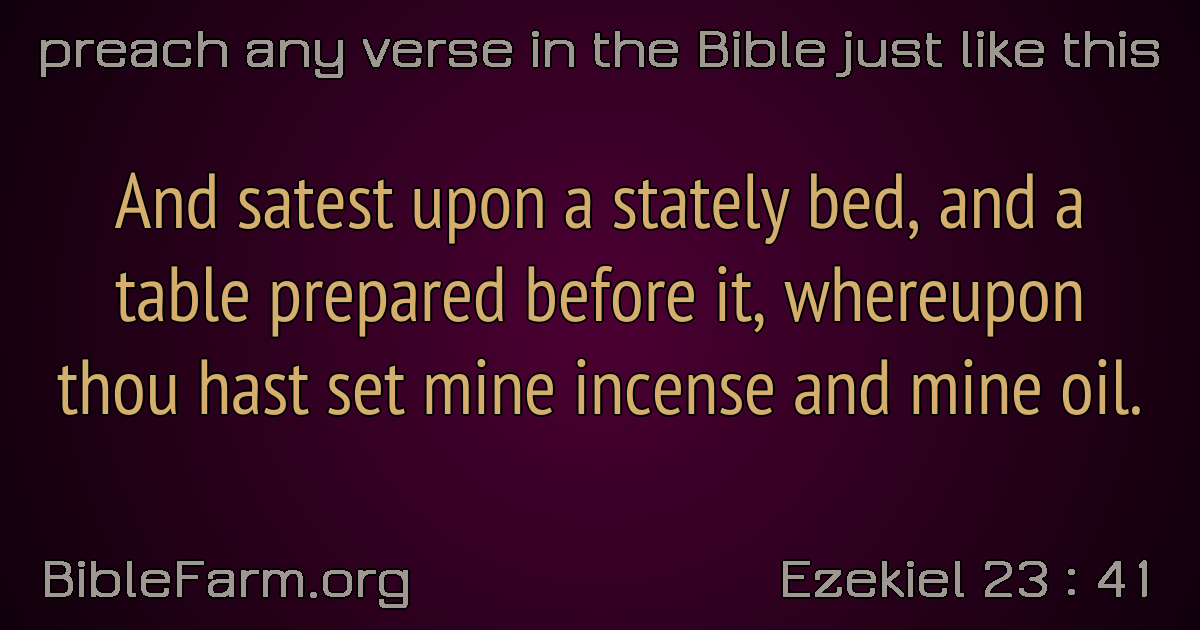 preach any verse in the Bible just like this
And satest upon a stately bed, and a
table prepared before it, whereupon
thou hast set mine incense and mine oil.
BibleFarm.org
Ezekiel 23 : 41